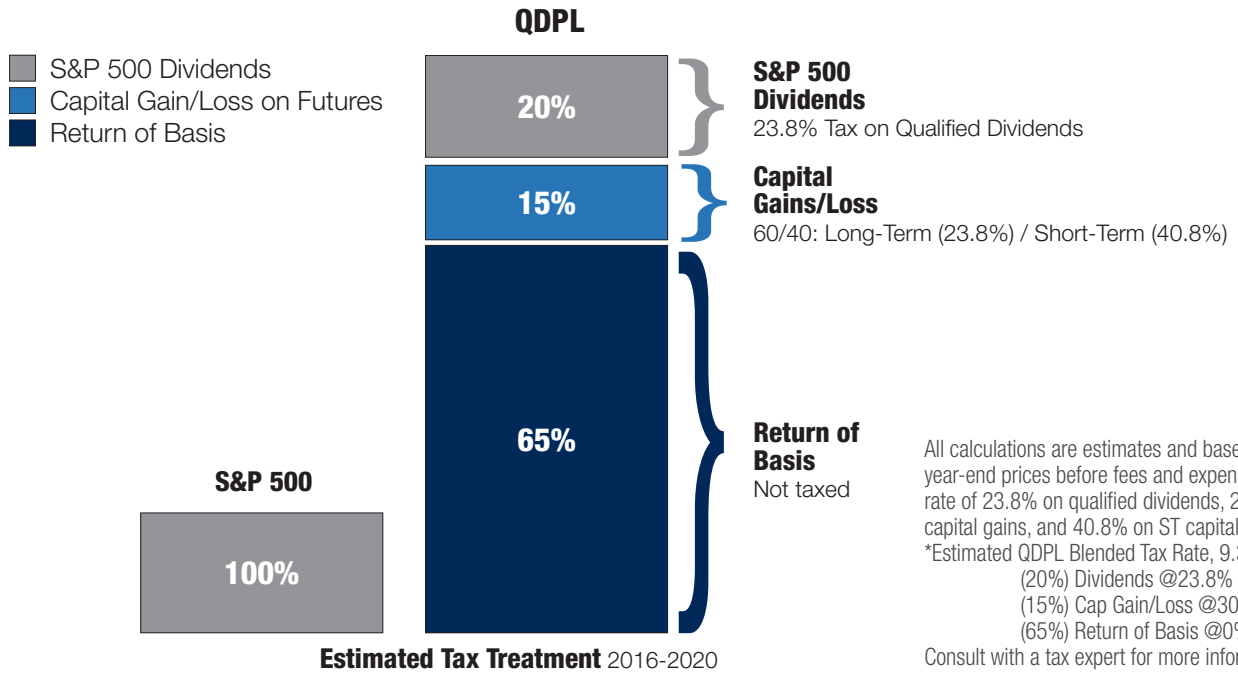 QDPL
S&P 500 Dividends
Capital Gain/Loss on Futures
Return of Basis
20%
S&P 500
Dividends
23.8% Tax on Qualified Dividends
15%
Capital
Gains/Loss
60/40: Long-Term (23.8%) / Short-Term (40.8%)
65%
Return of
Basis
Not taxed
S&P 500
100%
Estimated Tax Treatment 2016-2020
All calculations are estimates and base
year-end prices before fees and expen
rate of 23.8% on qualified dividends, 2
capital gains, and 40.8% on ST capital
*Estimated QDPL Blended Tax Rate, 9.3
(20%) Dividends @23.8%
(15%) Cap Gain/Loss @30
(65%) Return of Basis @0%
Consult with a tax expert for more infor